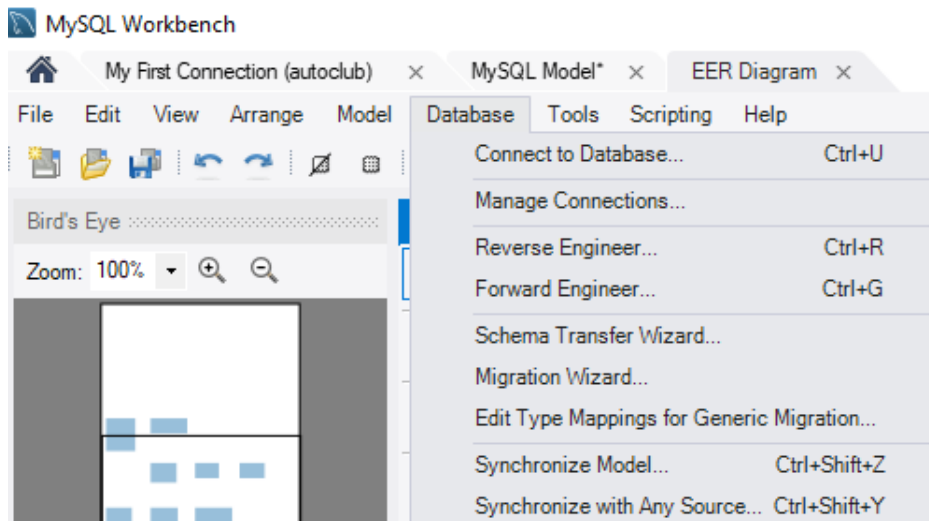 MySQL Workbench
My First Connection (autoclub) × MySQL Model* × EER Diagram ×
File Edit View Arrange Model Database Tools Scripting Help
Connect to Database... Ctrl+U
Manage Connections...
Bird's Eye
Reverse Engineer... Ctrl+R
Zoom: 100%
Forward Engineer... Ctrl+G
Schema Transfer Wizard...
Migration Wizard...
Edit Type Mappings for Generic Migration...
Synchronize Model... Ctrl+Shift+Z
Synchronize with Any Source... Ctrl+Shift+Y